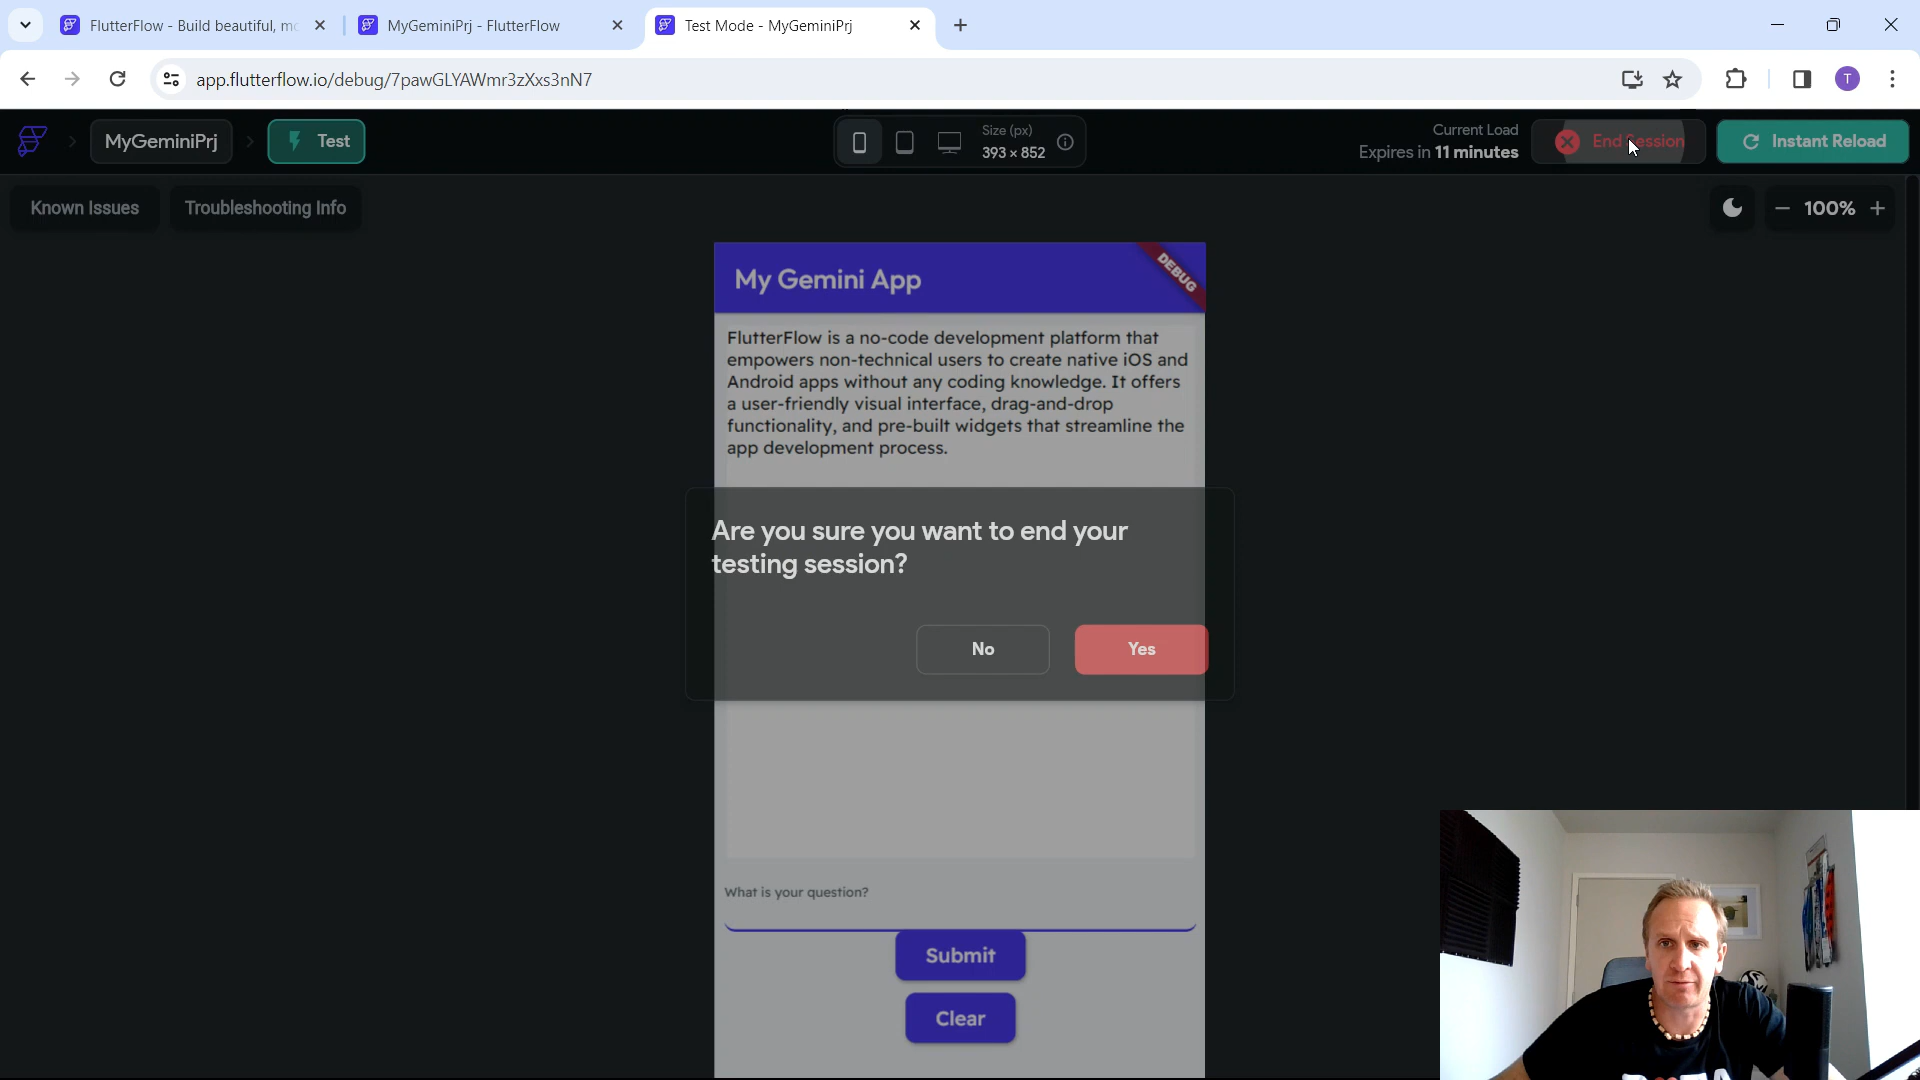 FlutterFlow - Build beautiful, mo
MyGeminiPrj - FlutterFlow
Test Mode - MyGeminiPrj
app.flutterflow.io/debug/7pawGLYAWmr3zXxs3nN7
T
MyGeminiPrj
Test
Size (px)
393 × 852
Current Load
Expires in 11 minutes
End Session
Instant Reload
Known Issues
Troubleshooting Info
100%
My Gemini App
DEBUG
FlutterFlow is a no-code development platform that
empowers non-technical users to create native iOS and
Android apps without any coding knowledge. It offers
a user-friendly visual interface, drag-and-drop
functionality, and pre-built widgets that streamline the
app development process.
Are you sure you want to end your
testing session?
No
Yes
What is your question?
Submit
Clear